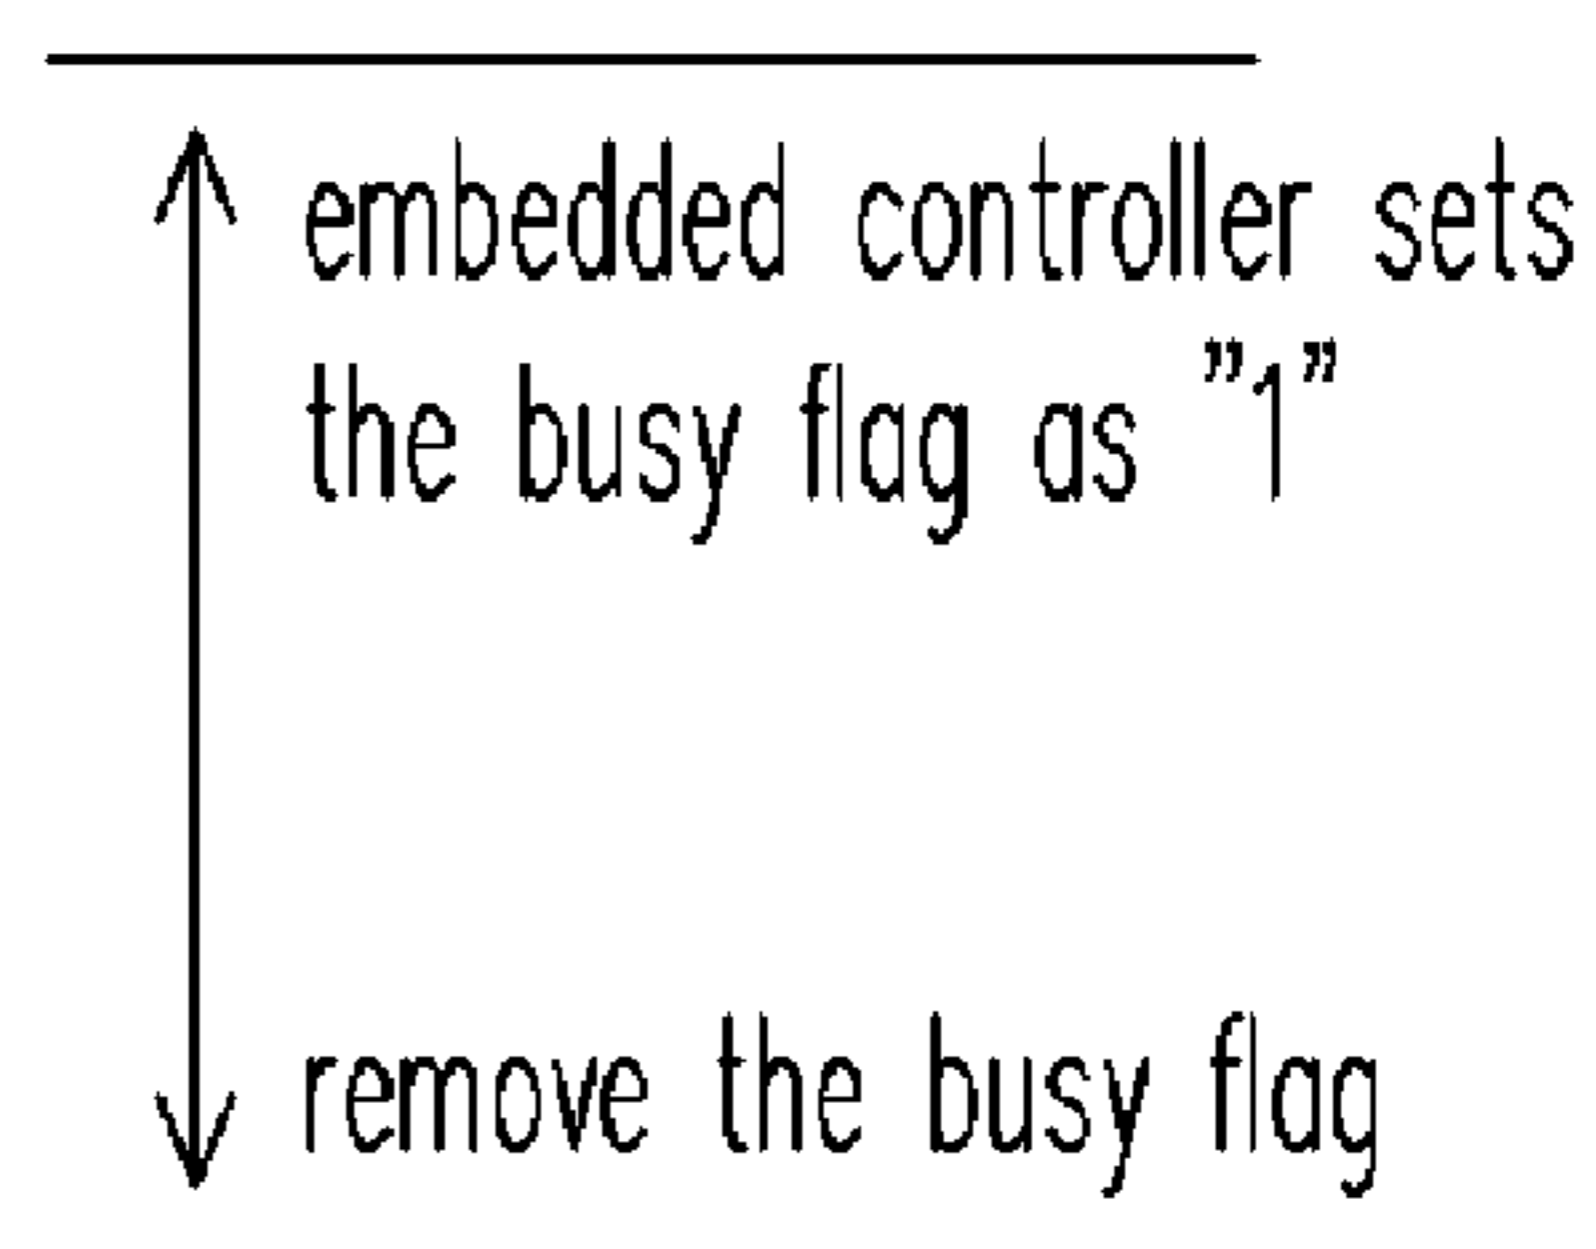 embedded controller sets
the busy flag as ”1”
remove the busy flag